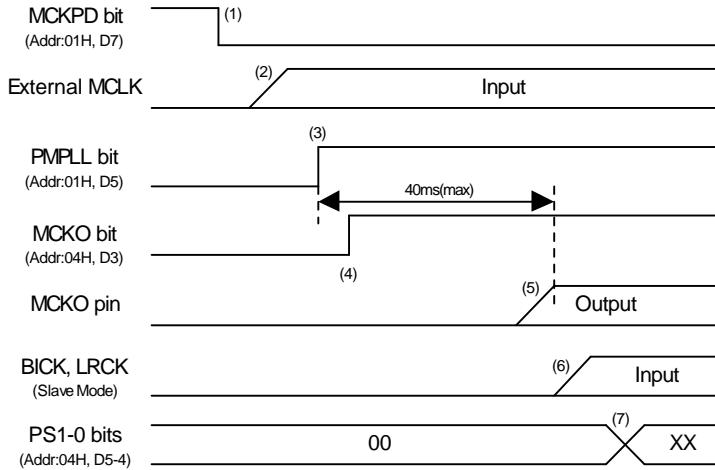 MCKPD bit
(Addr:01H, D7)
(1)
External MCLK
(2)
Input
(3)
PMPLL bit
(Addr:01H, D5)
40ms(max)
MCKO bit
(Addr:04H, D3)
(4)
MCKO pin
(5)
Output
BICK, LRCK
(Slave Mode)
(6)
Input
PS1-0 bits
(Addr:04H, D5-4)
00
(7)
XX